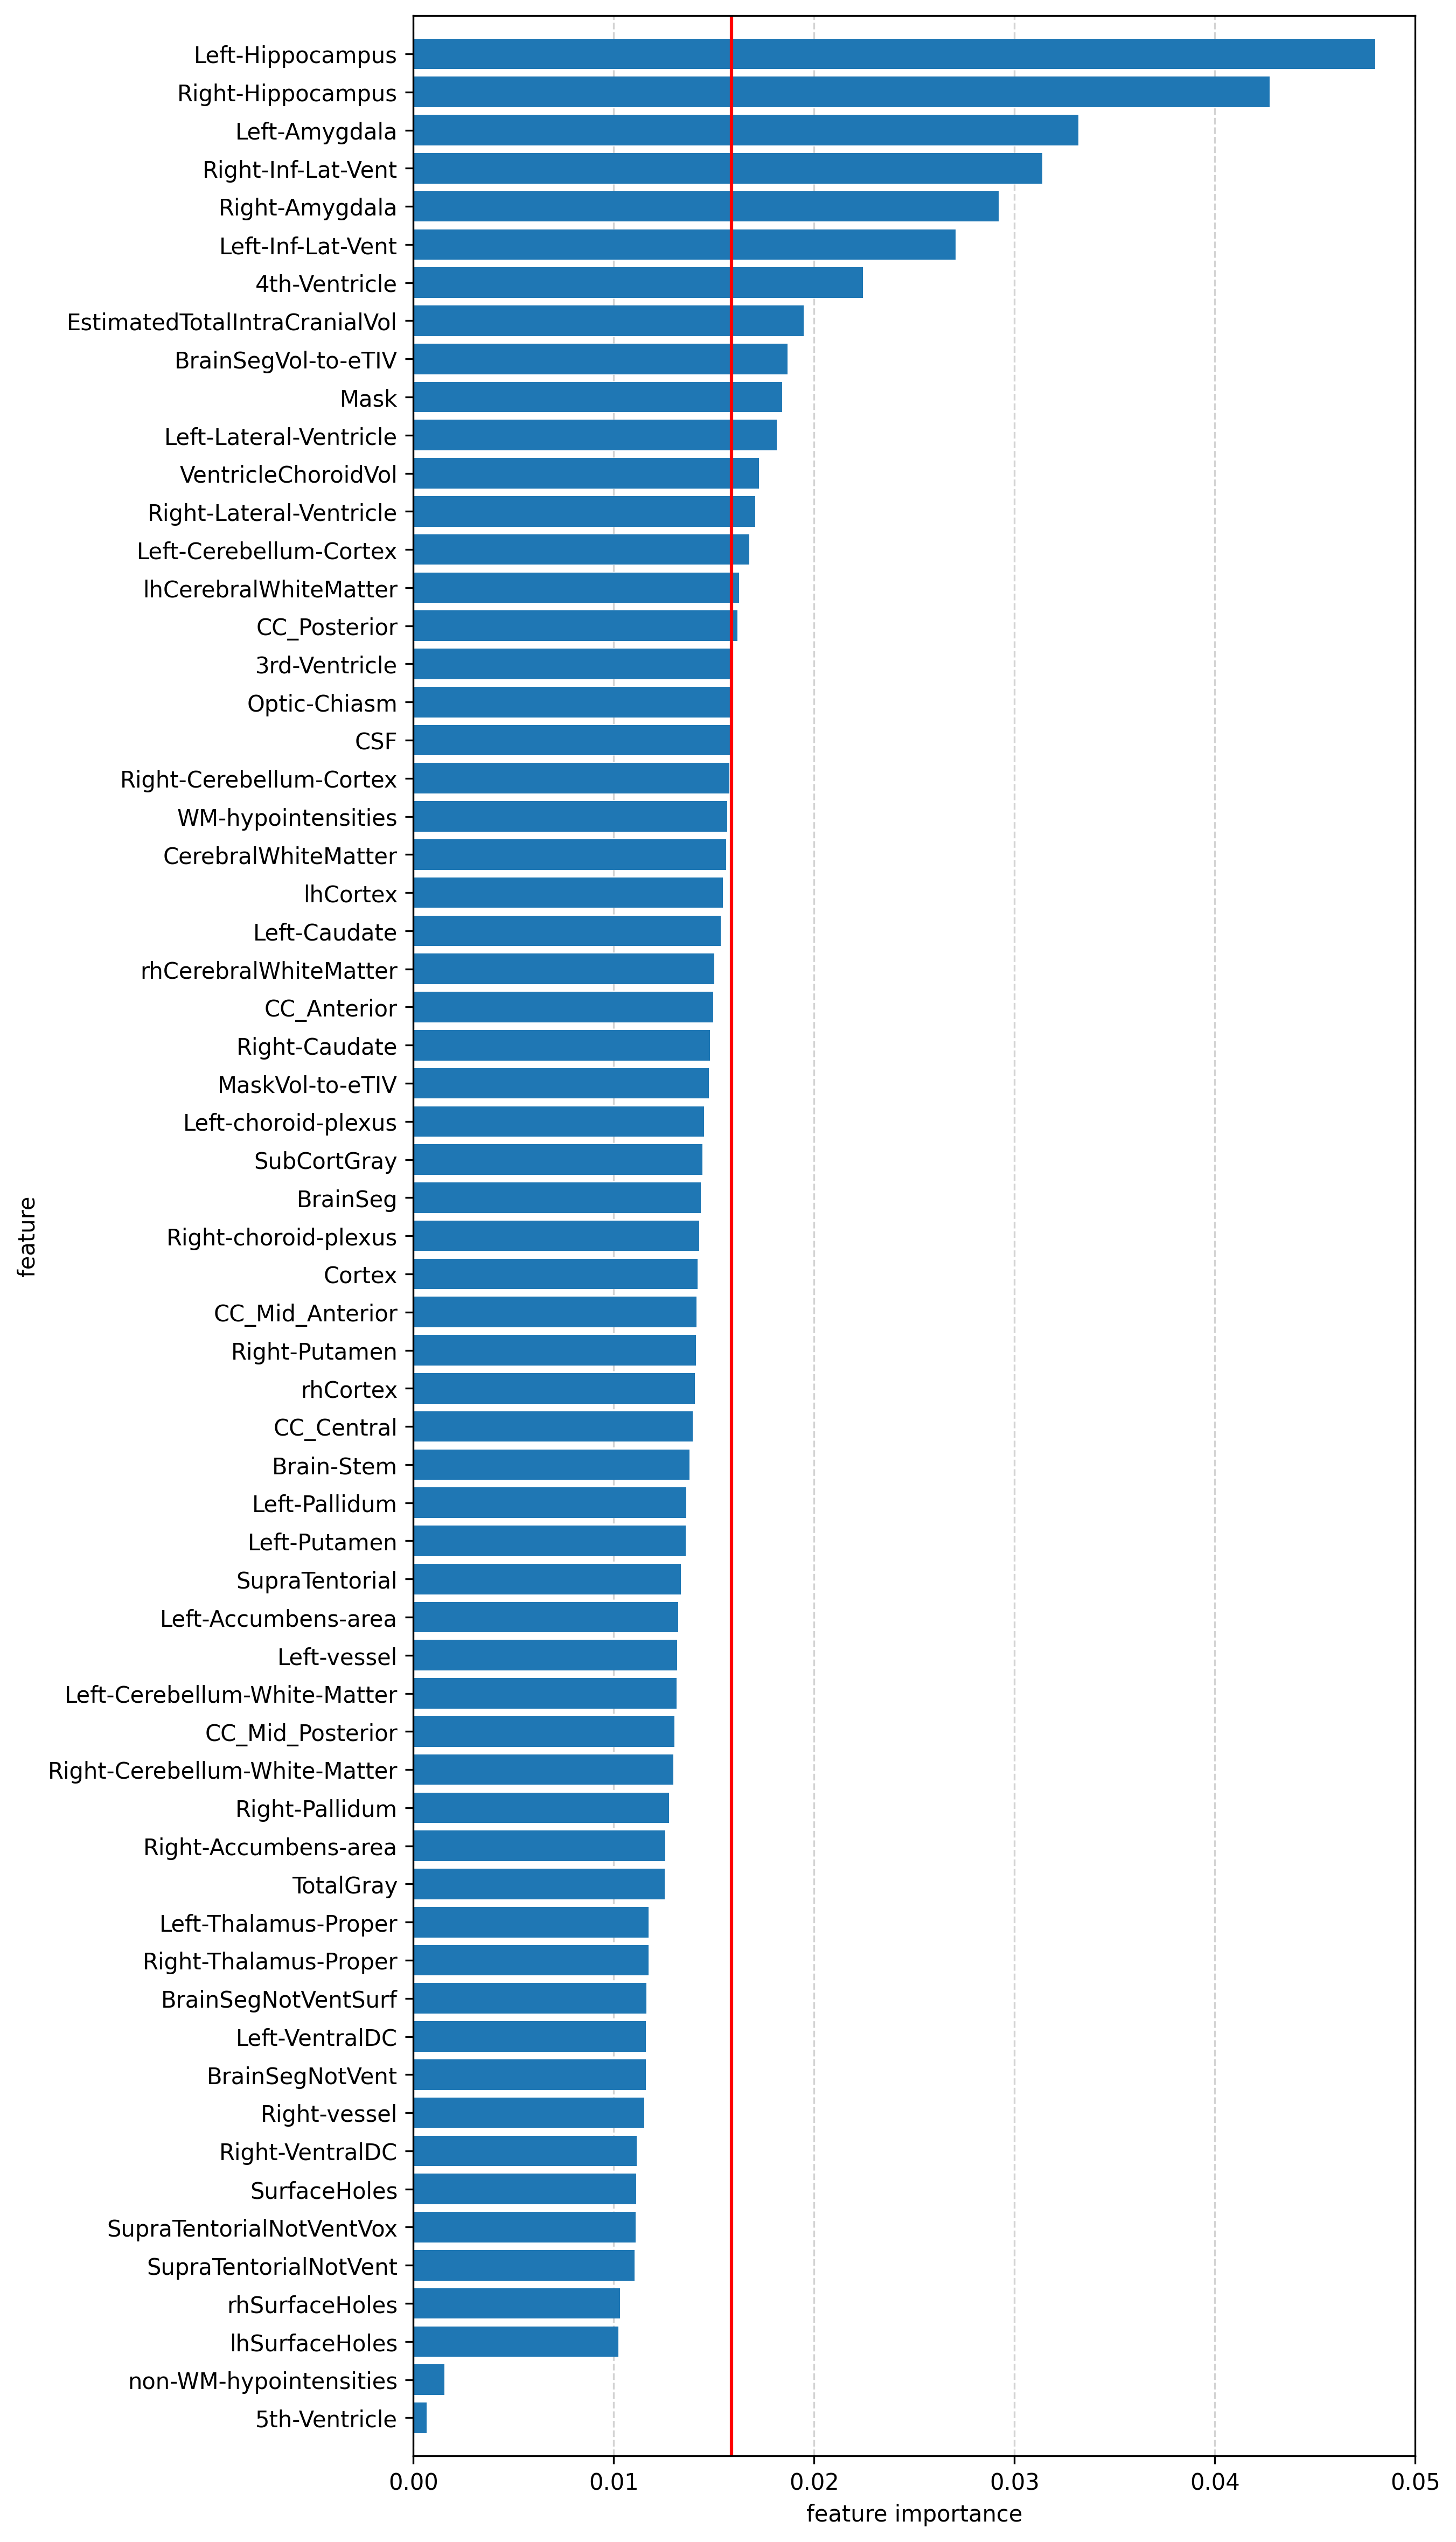 Left-Hippocampus
Right-Hippocampus
Left-Amygdala
Right-Inf-Lat-Vent
Right-Amygdala
Left-Inf-Lat-Vent
4th-Ventricle
EstimatedTotalIntraCranialVol
BrainSegVol-to-eTIV
Mask
Left-Lateral-Ventricle
VentricleChoroidVol
Right-Lateral-Ventricle
Left-Cerebellum-Cortex
lhCerebralWhiteMatter
CC_Posterior
3rd-Ventricle
Optic-Chiasm
CSF
Right-Cerebellum-Cortex
WM-hypointensities
CerebralWhiteMatter
lhCortex
Left-Caudate
rhCerebralWhiteMatter
CC_Anterior
Right-Caudate
MaskVol-to-eTIV
Left-choroid-plexus
SubCortGray
BrainSeg
Right-choroid-plexus
Cortex
CC_Mid_Anterior
Right-Putamen
rhCortex
CC_Central
Brain-Stem
Left-Pallidum
Left-Putamen
SupraTentorial
Left-Accumbens-area
Left-vessel
Left-Cerebellum-White-Matter
CC_Mid_Posterior
Right-Cerebellum-White-Matter
Right-Pallidum
Right-Accumbens-area
TotalGray
Left-Thalamus-Proper
Right-Thalamus-Proper
BrainSegNotVentSurf
Left-VentralDC
BrainSegNotVent
Right-vessel
Right-VentralDC
SurfaceHoles
SupraTentorialNotVentVox
SupraTentorialNotVent
rhSurfaceHoles
lhSurfaceHoles
non-WM-hypointensities
5th-Ventricle
feature
0.00 0.01 0.02 0.03 0.04 0.05
feature importance